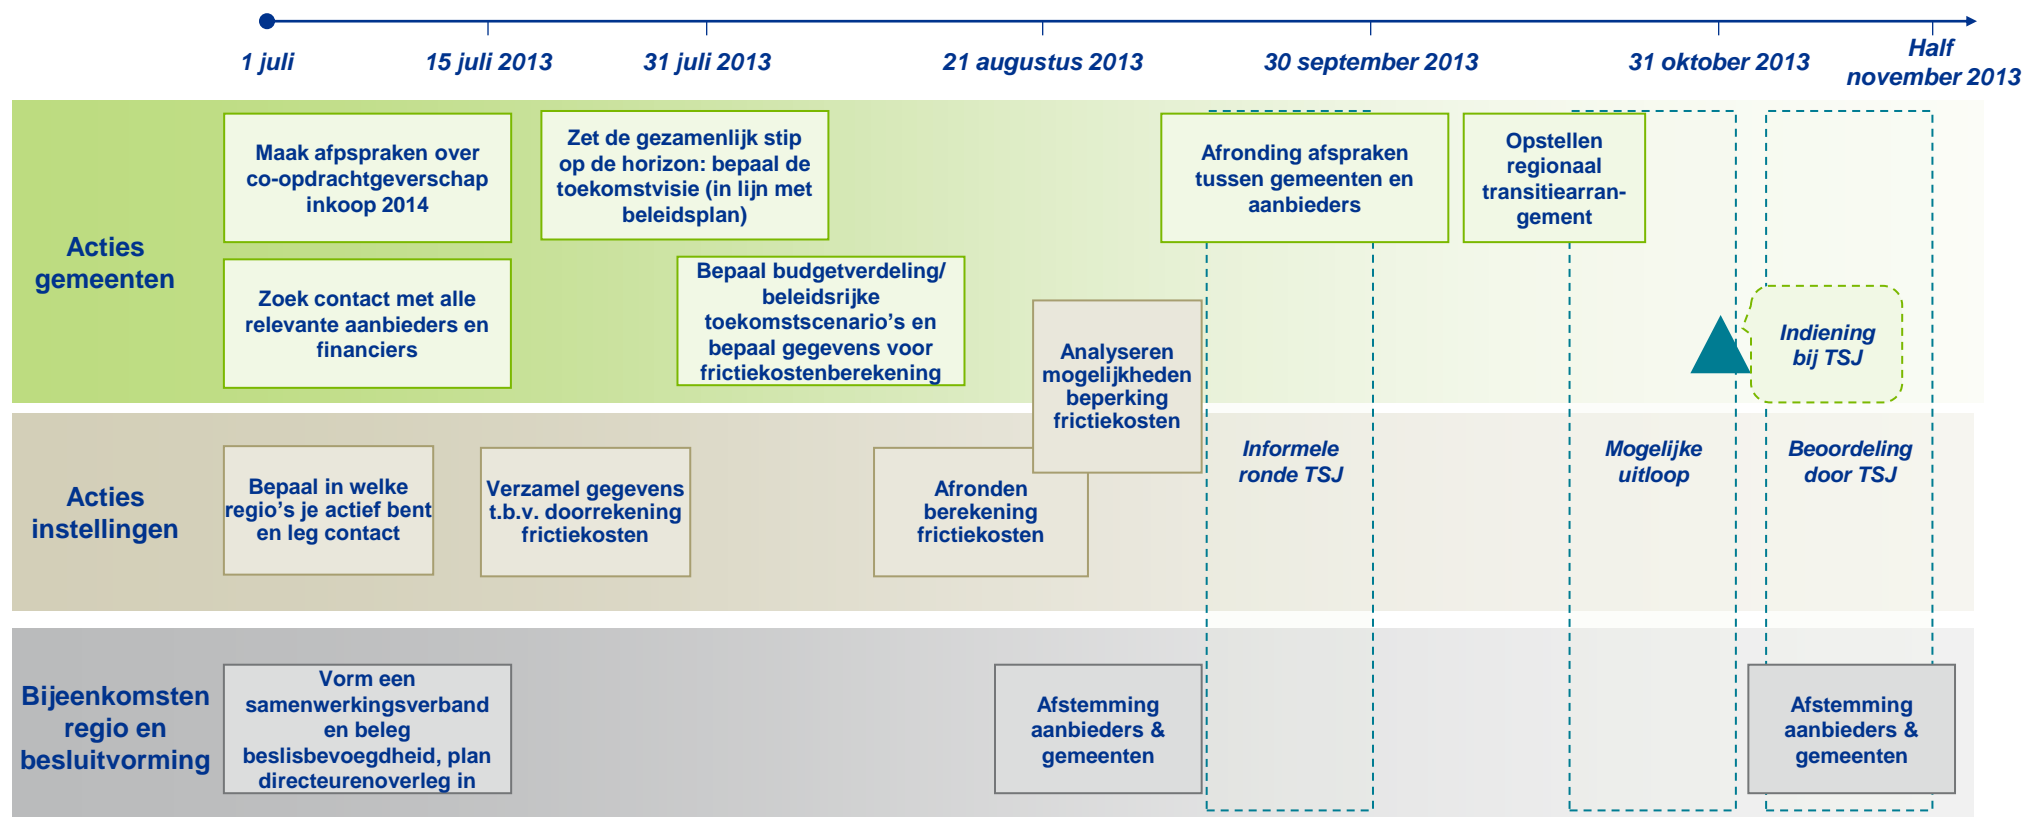 1 juli
15 juli 2013
31 juli 2013
21 augustus 2013
30 september 2013
31 oktober 2013
Half
november 2013
Acties
gemeenten
Maak afpspraken over
co-opdrachtgeverschap
inkoop 2014
Zet de gezamenlijk stip
op de horizon: bepaal de
toekomstvisie (in lijn met
beleidsplan)
Afronding afspraken
tussen gemeenten en
aanbieders
Opstellen
regionaal
transitiearran-
gement
Zoek contact met alle
relevante aanbieders en
financiers
Bepaal budgetverdeling/
beleidsrijke
toekomstscenario's en
bepaal gegevens voor
frictiekostenberekening
Analyseren
mogelijkheden
beperking
frictiekosten
Indiening
bij TSJ
Acties
instellingen
Bepaal in welke
regio's je actief bent
en leg contact
Verzamel gegevens
t.b.v. doorrekening
frictiekosten
Afronden
berekening
frictiekosten
Informele
ronde TSJ
Mogelijke
uitloop
Beoordeling
door TSJ
Bijeenkomsten
regio en
besluitvorming
Vorm een
samenwerkingsverband
en beleg
beslisbevoegdheid, plan
directeurenoverleg in
Afstemming
aanbieders &
gemeenten
Afstemming
aanbieders &
gemeenten